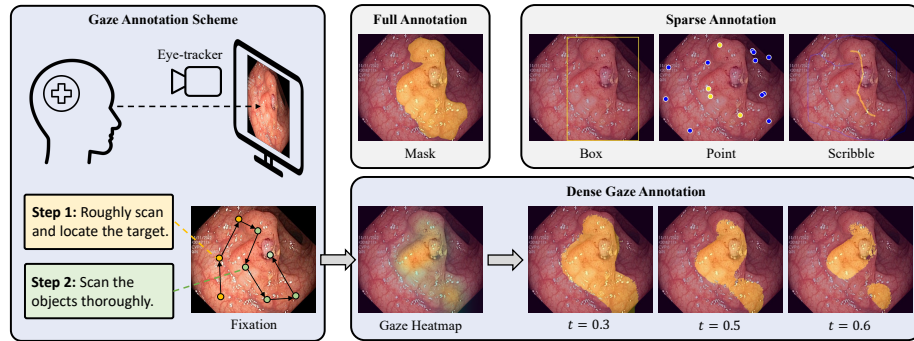 Gaze Annotation Scheme
Eye-tracker
Step 1: Roughly scan
and locate the target.
Step 2: Scan the
objects thoroughly.
Fixation
Full Annotation
Mask
Sparse Annotation
Box
Point
Scribble
Dense Gaze Annotation
Gaze Heatmap
t = 0.3
t = 0.5
t = 0.6